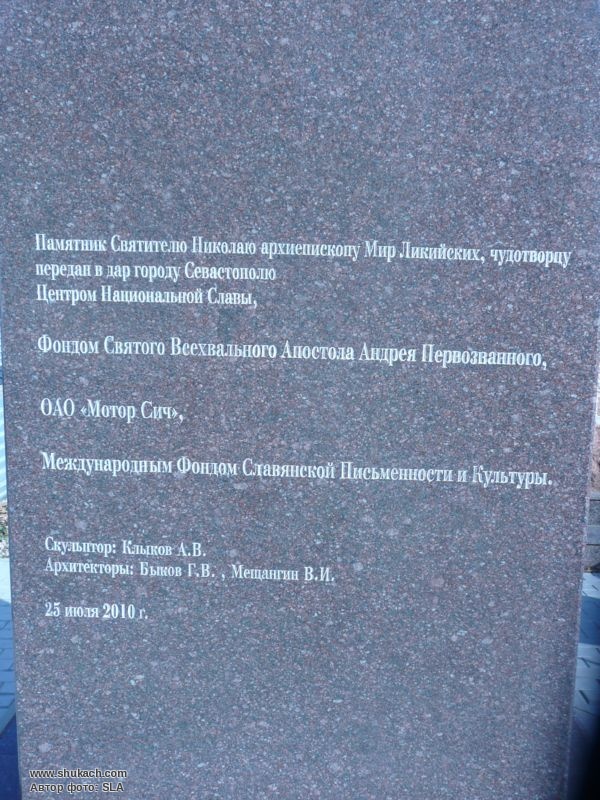 Памятник Святителю Николаю архиепископу Мир Ликийских, чудотворцу
передан в дар городу Севастополю
Центром Национальной Славы,
Фондом Святого Всехвального Апостола Андрея Первозванного,
ОАО «Мотор Сич»,
Международным Фондом Славянской Письменности и Культуры.
Скульптор: Клыков А.В.
Архитекторы: Быков Г.В. , Мещангин В.И.
25 июля 2010 г.
www.shukach.com
Автор фото: SLA